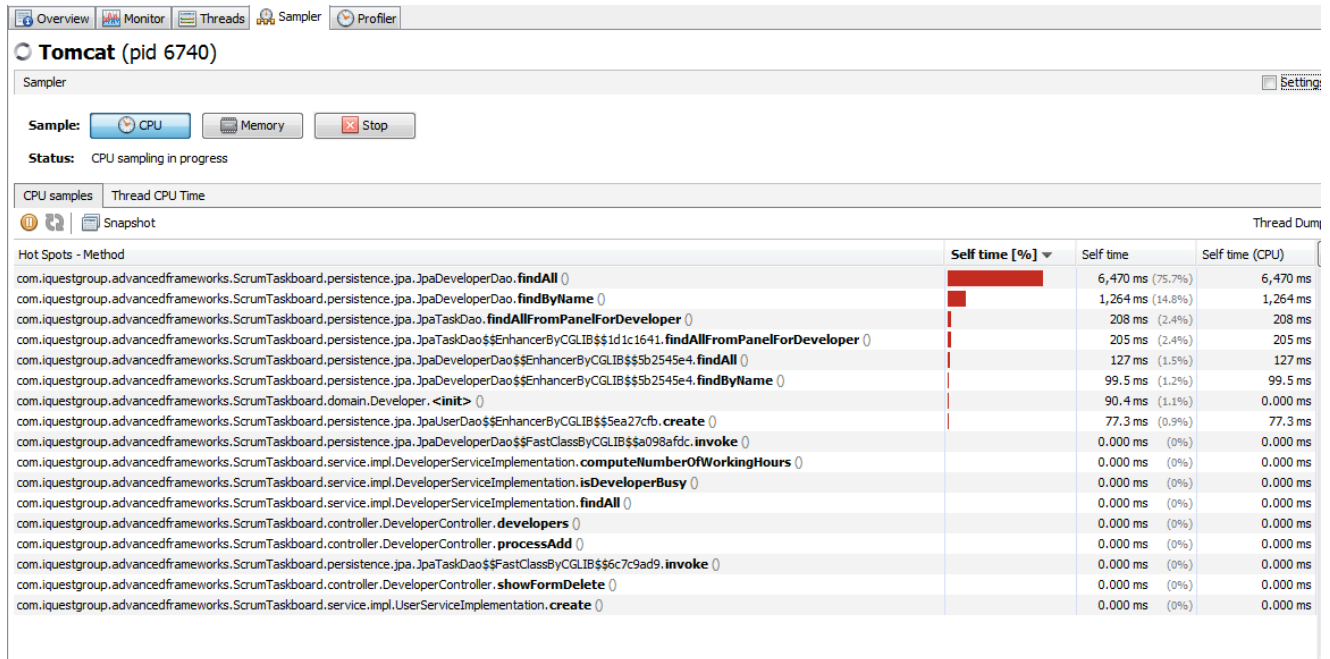 Overview Monitor Threads Sampler Profiler
Tomcat (pid 6740)
Sampler Settings
Sample: CPU Memory Stop
Status: CPU sampling in progress
CPU samples Thread CPU Time
Snapshot Thread Dump
Hot Spots - Method Self time [%] Self time Self time (CPU)
com.iquestgroup.advancedframeworks.ScrumTaskboard.persistence.jpa.JpaDeveloperDao.findAll () 6,470 ms (75.7%) 6,470 ms
com.iquestgroup.advancedframeworks.ScrumTaskboard.persistence.jpa.JpaDeveloperDao.findByName () 1,264 ms (14.8%) 1,264 ms
com.iquestgroup.advancedframeworks.ScrumTaskboard.persistence.jpa.JpaTaskDao.findAllFromPanelForDeveloper () 208 ms (2.4%) 208 ms
com.iquestgroup.advancedframeworks.ScrumTaskboard.persistence.jpa.JpaTaskDao$$EnhancerByCGLIB$$1d1c1641.findAllFromPanelForDeveloper () 205 ms (2.4%) 205 ms
com.iquestgroup.advancedframeworks.ScrumTaskboard.persistence.jpa.JpaDeveloperDao$$EnhancerByCGLIB$$5b2545e4.findAll () 127 ms (1.5%) 127 ms
com.iquestgroup.advancedframeworks.ScrumTaskboard.persistence.jpa.JpaDeveloperDao$$EnhancerByCGLIB$$5b2545e4.findByName () 99.5 ms (1.2%) 99.5 ms
com.iquestgroup.advancedframeworks.ScrumTaskboard.domain.Developer.<init> () 90.4 ms (1.1%) 0.000 ms
com.iquestgroup.advancedframeworks.ScrumTaskboard.persistence.jpa.JpaUserDao$$EnhancerByCGLIB$$5ea27cfb.create () 77.3 ms (0.9%) 77.3 ms
com.iquestgroup.advancedframeworks.ScrumTaskboard.persistence.jpa.JpaDeveloperDao$$FastClassByCGLIB$$a098afdc.invoke () 0.000 ms (0%) 0.000 ms
com.iquestgroup.advancedframeworks.ScrumTaskboard.service.impl.DeveloperServiceImplementation.computeNumberOfWorkingHours () 0.000 ms (0%) 0.000 ms
com.iquestgroup.advancedframeworks.ScrumTaskboard.service.impl.DeveloperServiceImplementation.isDeveloperBusy () 0.000 ms (0%) 0.000 ms
com.iquestgroup.advancedframeworks.ScrumTaskboard.service.impl.DeveloperServiceImplementation.findAll () 0.000 ms (0%) 0.000 ms
com.iquestgroup.advancedframeworks.ScrumTaskboard.controller.DeveloperController.developers () 0.000 ms (0%) 0.000 ms
com.iquestgroup.advancedframeworks.ScrumTaskboard.controller.DeveloperController.processAdd () 0.000 ms (0%) 0.000 ms
com.iquestgroup.advancedframeworks.ScrumTaskboard.persistence.jpa.JpaTaskDao$$FastClassByCGLIB$$6c7c9ad9.invoke () 0.000 ms (0%) 0.000 ms
com.iquestgroup.advancedframeworks.ScrumTaskboard.controller.DeveloperController.showFormDelete () 0.000 ms (0%) 0.000 ms
com.iquestgroup.advancedframeworks.ScrumTaskboard.service.impl.UserServiceImplementation.create () 0.000 ms (0%) 0.000 ms